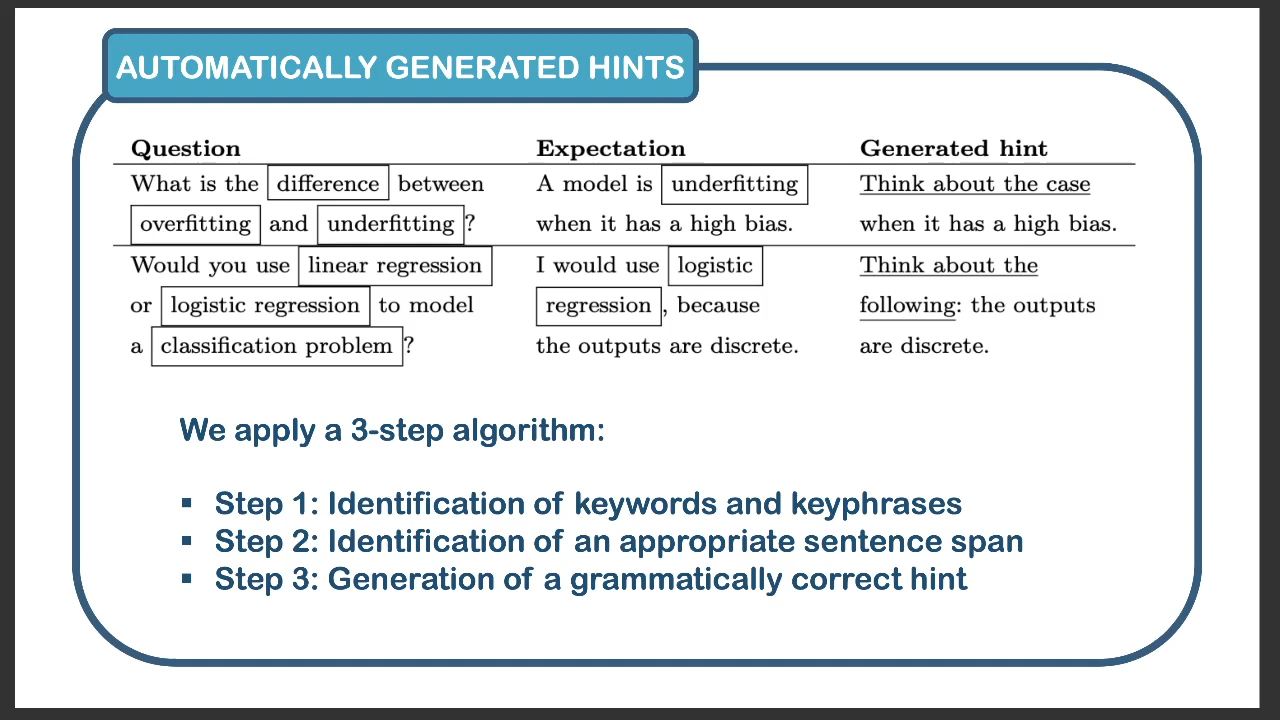 AUTOMATICALLY GENERATED HINTS
Question Expectation Generated hint
What is the difference between A model is underfitting Think about the case
overfitting and underfitting? when it has a high bias. when it has a high bias.
Would you use linear regression I would use logistic Think about the
or logistic regression to model regression, because following: the outputs
a classification problem? the outputs are discrete. are discrete.
We apply a 3-step algorithm:
▪ Step 1: Identification of keywords and keyphrases
▪ Step 2: Identification of an appropriate sentence span
▪ Step 3: Generation of a grammatically correct hint